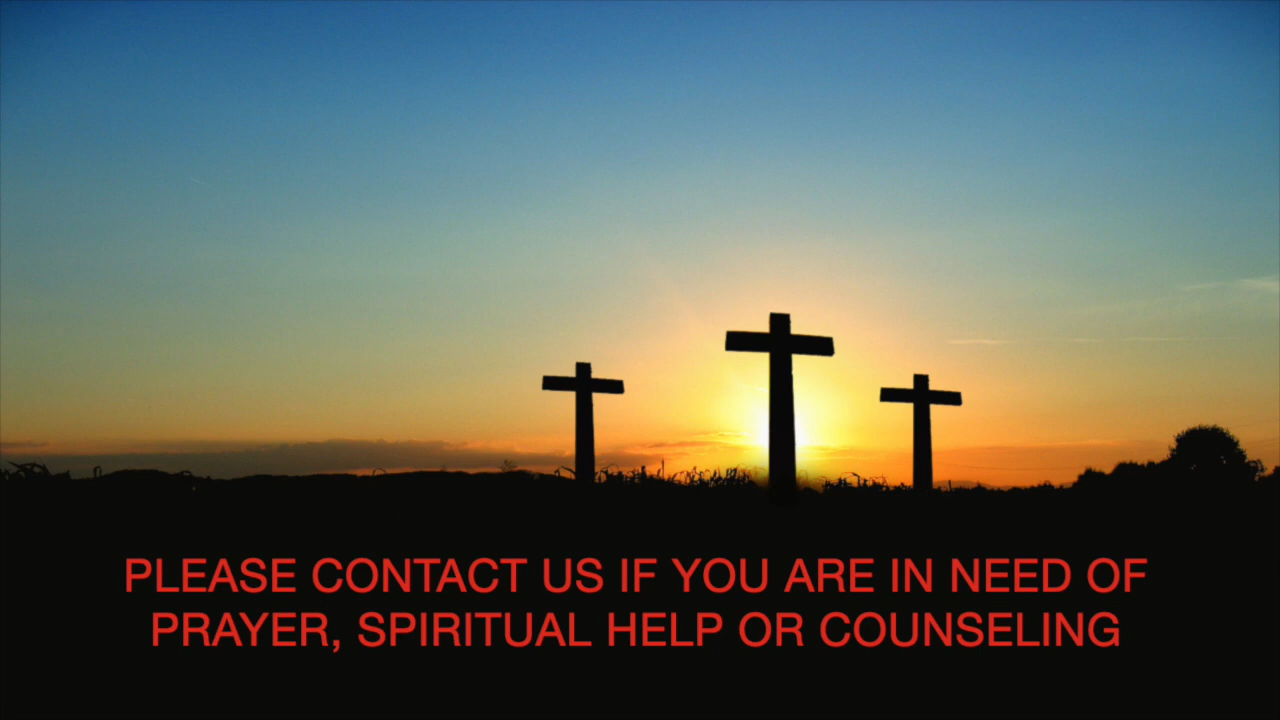 PLEASE CONTACT US IF YOU ARE IN NEED OF
PRAYER, SPIRITUAL HELP OR COUNSELING